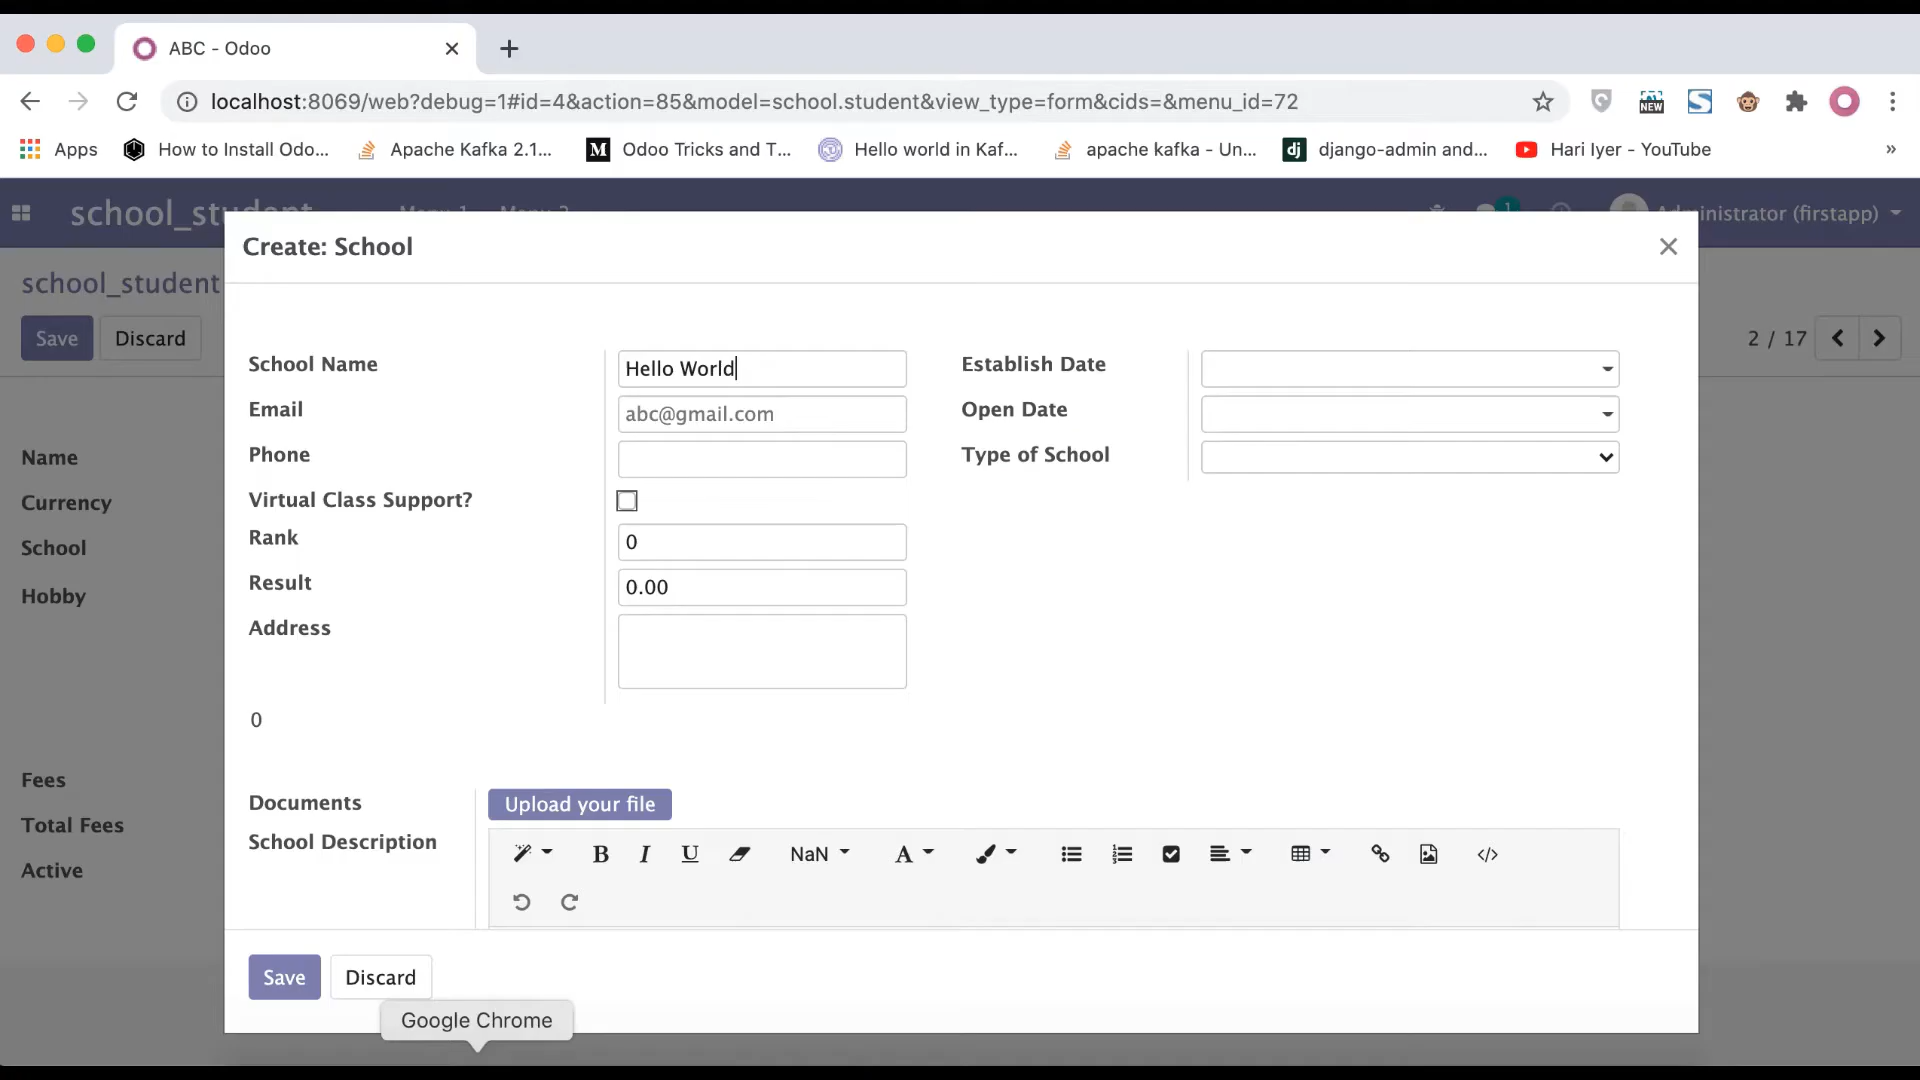 ABC - Odoo
localhost:8069/web?debug=1#id=4&action=85&model=school.student&view_type=form&cids=&menu_id=72
NEW
Apps How to Install Odo... Apache Kafka 2.1... M Odoo Tricks and T... Hello world in Kaf... apache kafka - Un... dj django-admin and... Hari Iyer - YouTube »
school_student 1 Administrator (firstapp)
Create: School
school_student
Save Discard
2 / 17
School Name Hello World Establish Date
Email abc@gmail.com Open Date
Phone Type of School
Name
Currency
School
Hobby
Virtual Class Support?
Rank 0
Result 0.00
Address
0
Fees
Total Fees
Active
Documents Upload your file
School Description
B I U NaN A </>
Save Discard
Google Chrome